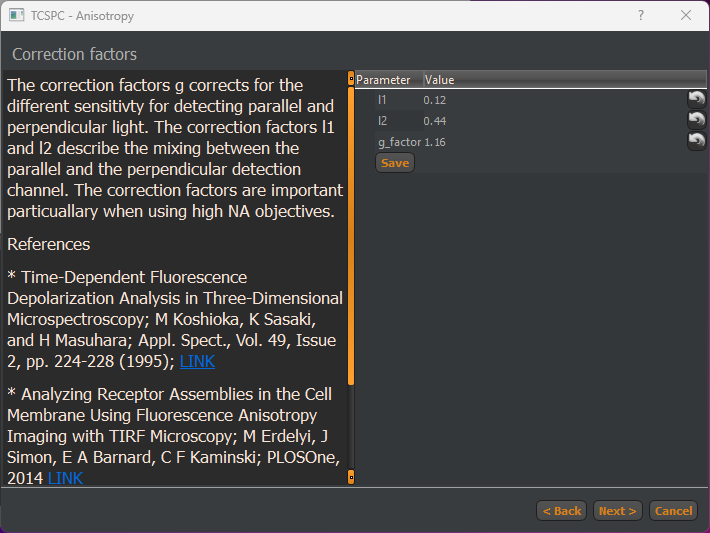 TCSPC - Anisotropy
?
Correction factors
The correction factors g corrects for the
different sensitivty for detecting parallel and
perpendicular light. The correction factors l1
and l2 describe the mixing between the
parallel and the perpendicular detection
channel. The correction factors are important
particuallary when using high NA objectives.
References
* Time-Dependent Fluorescence
Depolarization Analysis in Three-Dimensional
Microspectroscopy; M Koshioka, K Sasaki,
and H Masuhara; Appl. Spect., Vol. 49, Issue
2, pp. 224-228 (1995); LINK
* Analyzing Receptor Assemblies in the Cell
Membrane Using Fluorescence Anisotropy
Imaging with TIRF Microscopy; M Erdelyi, J
Simon, E A Barnard, C F Kaminski; PLOSOne,
2014 LINK
Parameter Value
l1 0.12
l2 0.44
g_factor 1.16
Save
< Back Next > Cancel